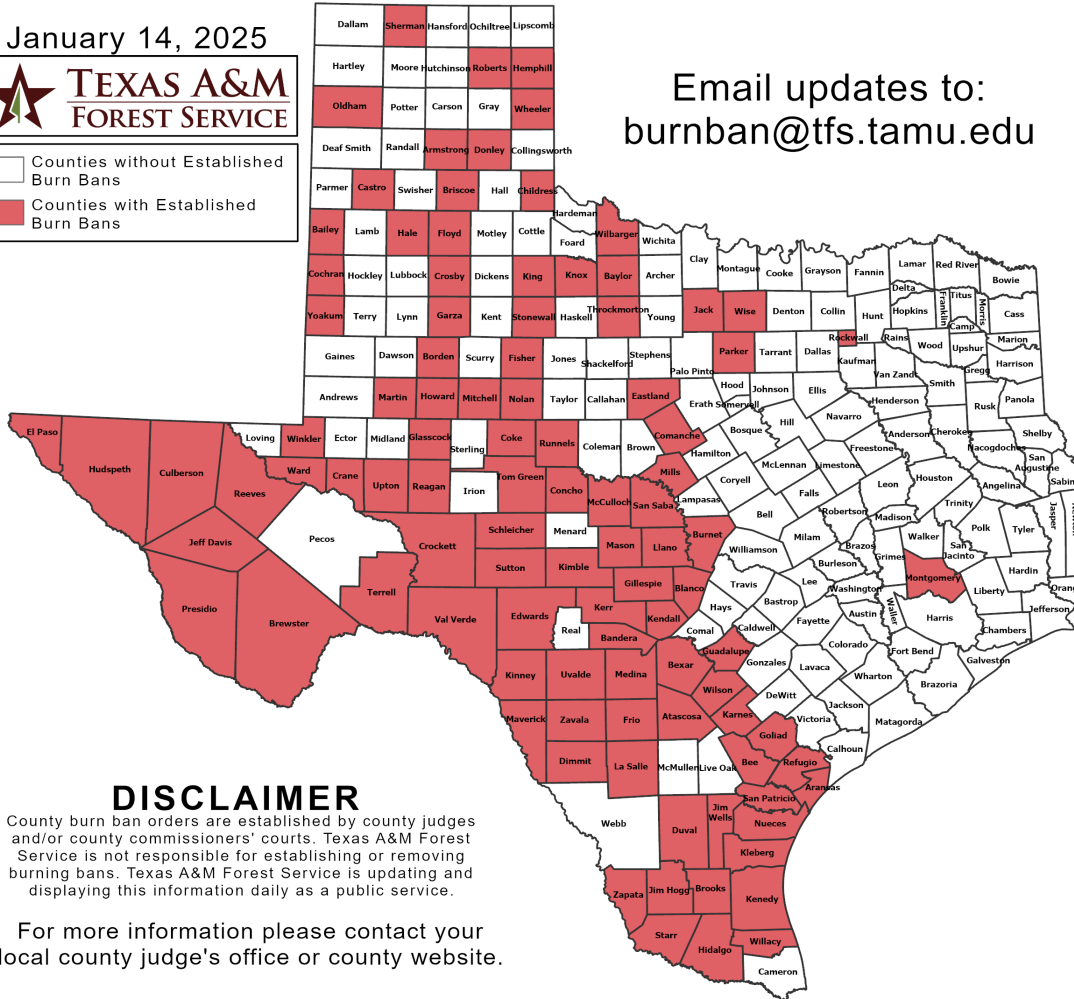 January 14, 2025
TEXAS A&M
FOREST SERVICE
Counties without Established
Burn Bans
Counties with Established
Burn Bans
Email updates to:
burnban@tfs.tamu.edu
Dallam Sherman Hansford Ochiltree Lipscomb
Hartley Moore Hutchinson Roberts Hemphill
Oldham Potter Carson Gray Wheeler
Deaf Smith Randall Armstrong Donley Collingsworth
Parmer Castro Swisher Briscoe Hall Childress
Hardeman
Bailey Lamb Hale Floyd Motley Cottle Foard Wilbarger Wichita
Clay Montague Cooke Grayson Fannin Lamar Red River Bowie
Cochran Hockley Lubbock Crosby Dickens King Knox Baylor Archer
Delta Franklin Titus Morris Cass
Yoakum Terry Lynn Garza Kent Stonewall Haskell Throckmorton Young Jack Wise Denton Collin Hunt Hopkins Camp
Rockwall Rains Wood Upshur Marion
Gaines Dawson Borden Scurry Fisher Jones Shackelford Stephens Palo Pinto Parker Tarrant Dallas Kaufman Van Zandt Gregg Harrison
Andrews Martin Howard Mitchell Nolan Taylor Callahan Eastland Erath Hood Somervell Johnson Ellis Henderson Smith Rusk Panola
El Paso Loving Winkler Ector Midland Glasscock Sterling Coke Runnels Coleman Brown Comanche Hamilton Bosque Hill Navarro Freestone Anderson Cherokee Nacogdoches Shelby
San
Augustine
Sabin
Hudspeth Culberson Reeves Ward Crane Upton Reagan Irion Tom Green Concho McCulloch San Saba Mills Lampasas Coryell McLennan Limestone Leon Houston Angelina
Jeff Davis Pecos Crockett Schleicher Menard Mason Llano Burnet Bell Falls Robertson Madison Trinity Polk Tyler Jasper
Walker
San
Jacinto
Presidio Brewster Terrell Val Verde Sutton Kimble Gillespie Blanco Williamson Milam Brazos Grimes Montgomery Liberty Hardin Oran
Edwards Real Kerr Bandera Kendall Hays Travis Bastrop Lee Burleson Washington Waller Harris Jefferson
Comal Caldwell Fayette Austin Chambers
Kinney Uvalde Medina Bexar Guadalupe Gonzales Lavaca Colorado Fort Bend Galveston
Maverick Zavala Frio Atascosa Wilson Karnes DeWitt Victoria Jackson Wharton Matagorda Brazoria
Dimmit La Salle McMullen Live Oak Bee Goliad Refugio Calhoun
Aransas
Webb Duval Jim
Wells San Patricio Nueces
Kleberg
Zapata Jim Hogg Brooks Kenedy
Starr Hidalgo Willacy
Cameron
DISCLAIMER
County burn ban orders are established by county judges
and/or county commissioners' courts. Texas A&M Forest
Service is not responsible for establishing or removing
burning bans. Texas A&M Forest Service is updating and
displaying this information daily as a public service.
For more information please contact your
local county judge's office or county website.